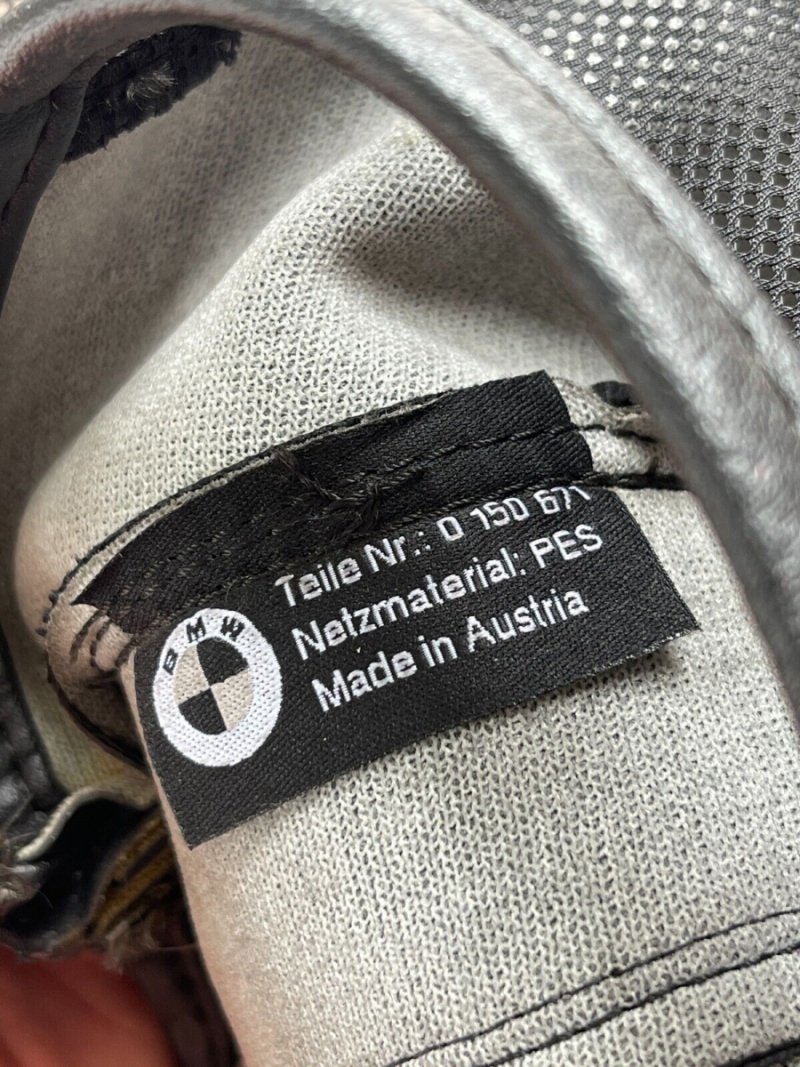 BMW
Teile Nr.: 0 150 671
Netzmaterial: PES
Made in Austria